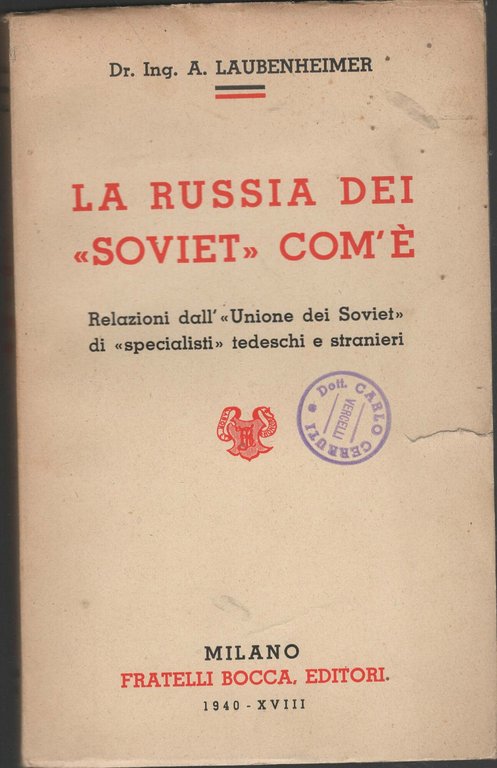 Dr. Ing. A. LAUBENHEIMER
LA RUSSIA DEI
«SOVIET» COM'È
Relazioni dall'«Unione dei Soviet»
di «specialisti» tedeschi e stranieri
Dott. CARLO CERRUTI
VERCELLI
MILANO
FRATELLI BOCCA, EDITORI.
1940 - XVIII